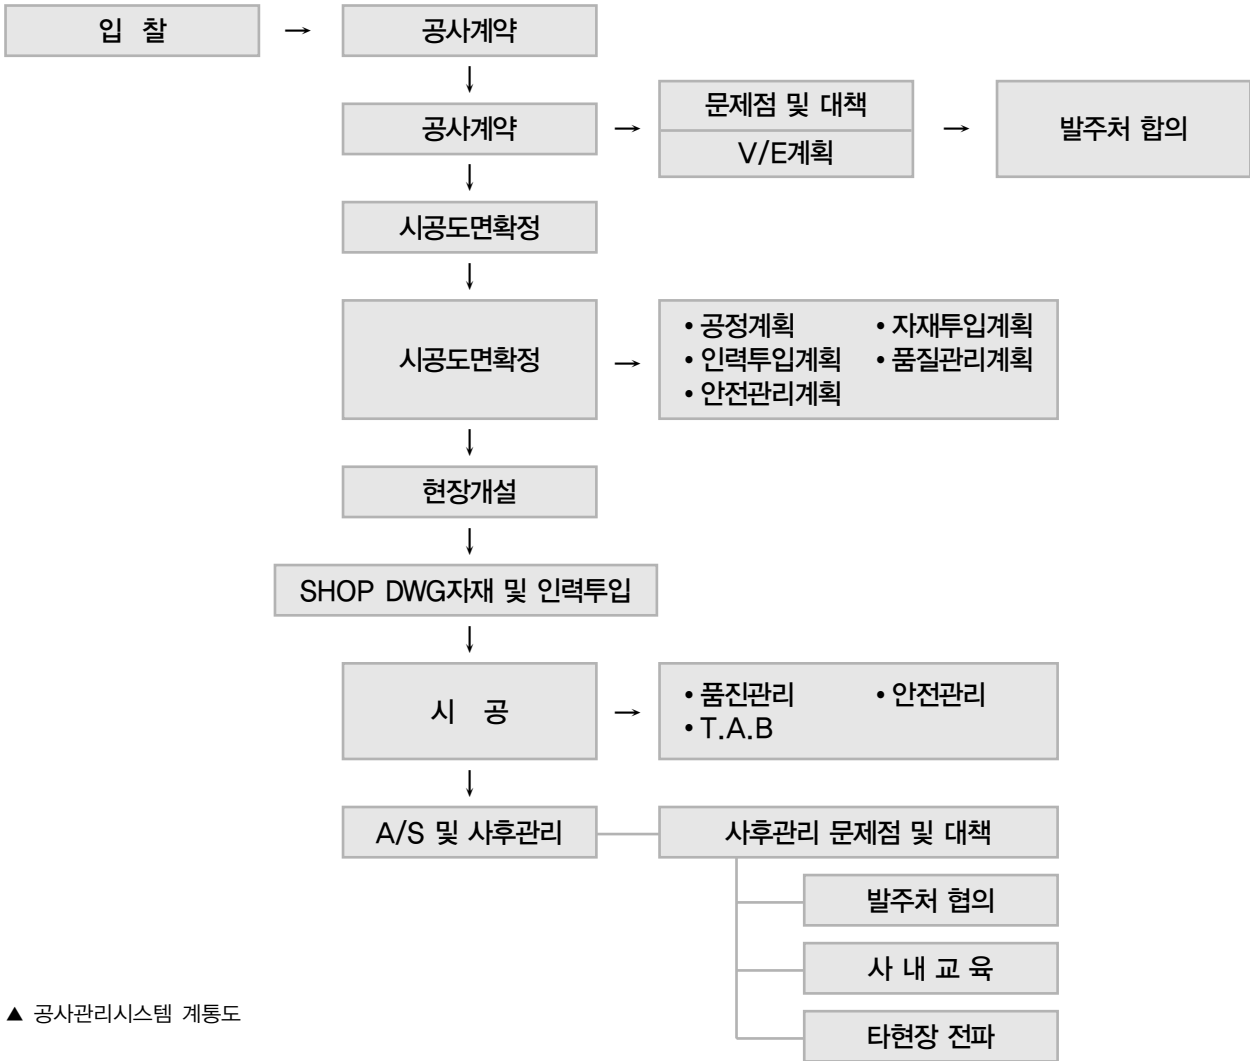 입 찰
공사계약
공사계약
문제점 및 대책
V/E계획
발주처 합의
시공도면확정
시공도면확정
• 공정계획 • 자재투입계획
• 인력투입계획 • 품질관리계획
• 안전관리계획
현장개설
SHOP DWG자재 및 인력투입
시 공
• 품진관리 • 안전관리
• T.A.B
A/S 및 사후관리
사후관리 문제점 및 대책
발주처 협의
사 내 교 육
타현장 전파
▲ 공사관리시스템 계통도